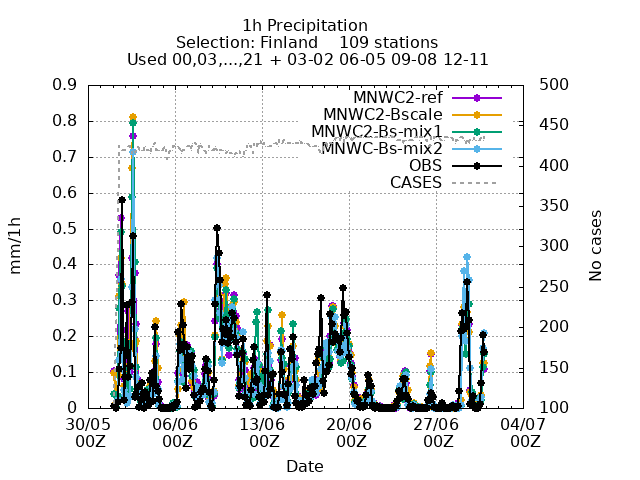 1h Precipitation
Selection: Finland    109 stations
Used 00,03,...,21 + 03-02 06-05 09-08 12-11
0.9
0.8
0.7
0.6
0.5
0.4
0.3
0.2
0.1
0
mm/1h
MNWC2-ref
MNWC2-Bscale
MNWC2-Bs-mix1
MNWC-Bs-mix2
OBS
CASES
500
450
400
350
300
250
200
150
100
No cases
30/05 06/06 13/06 20/06 27/06 04/07
00Z 00Z 00Z 00Z 00Z 00Z
Date